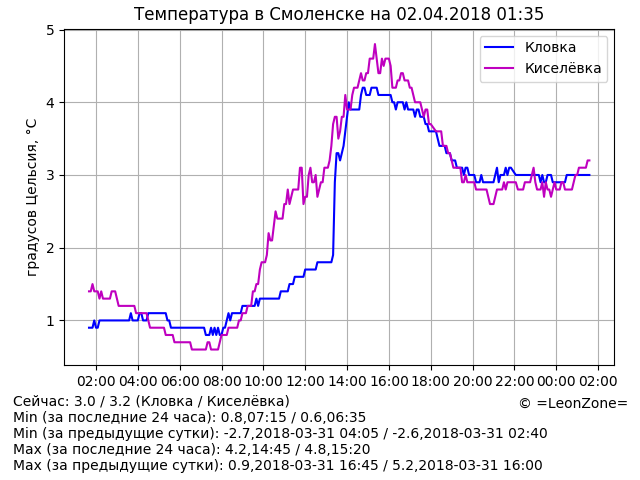 Температура в Смоленске на 02.04.2018 01:35
Кловка
Киселёвка
градусов Цельсия, °C
5
4
3
2
1
02:00 04:00 06:00 08:00 10:00 12:00 14:00 16:00 18:00 20:00 22:00 00:00 02:00
Сейчас: 3.0 / 3.2 (Кловка / Киселёвка)
© =LeonZone=
Min (за последние 24 часа): 0.8,07:15 / 0.6,06:35
Min (за предыдущие сутки): -2.7,2018-03-31 04:05 / -2.6,2018-03-31 02:40
Max (за последние 24 часа): 4.2,14:45 / 4.8,15:20
Max (за предыдущие сутки): 0.9,2018-03-31 16:45 / 5.2,2018-03-31 16:00